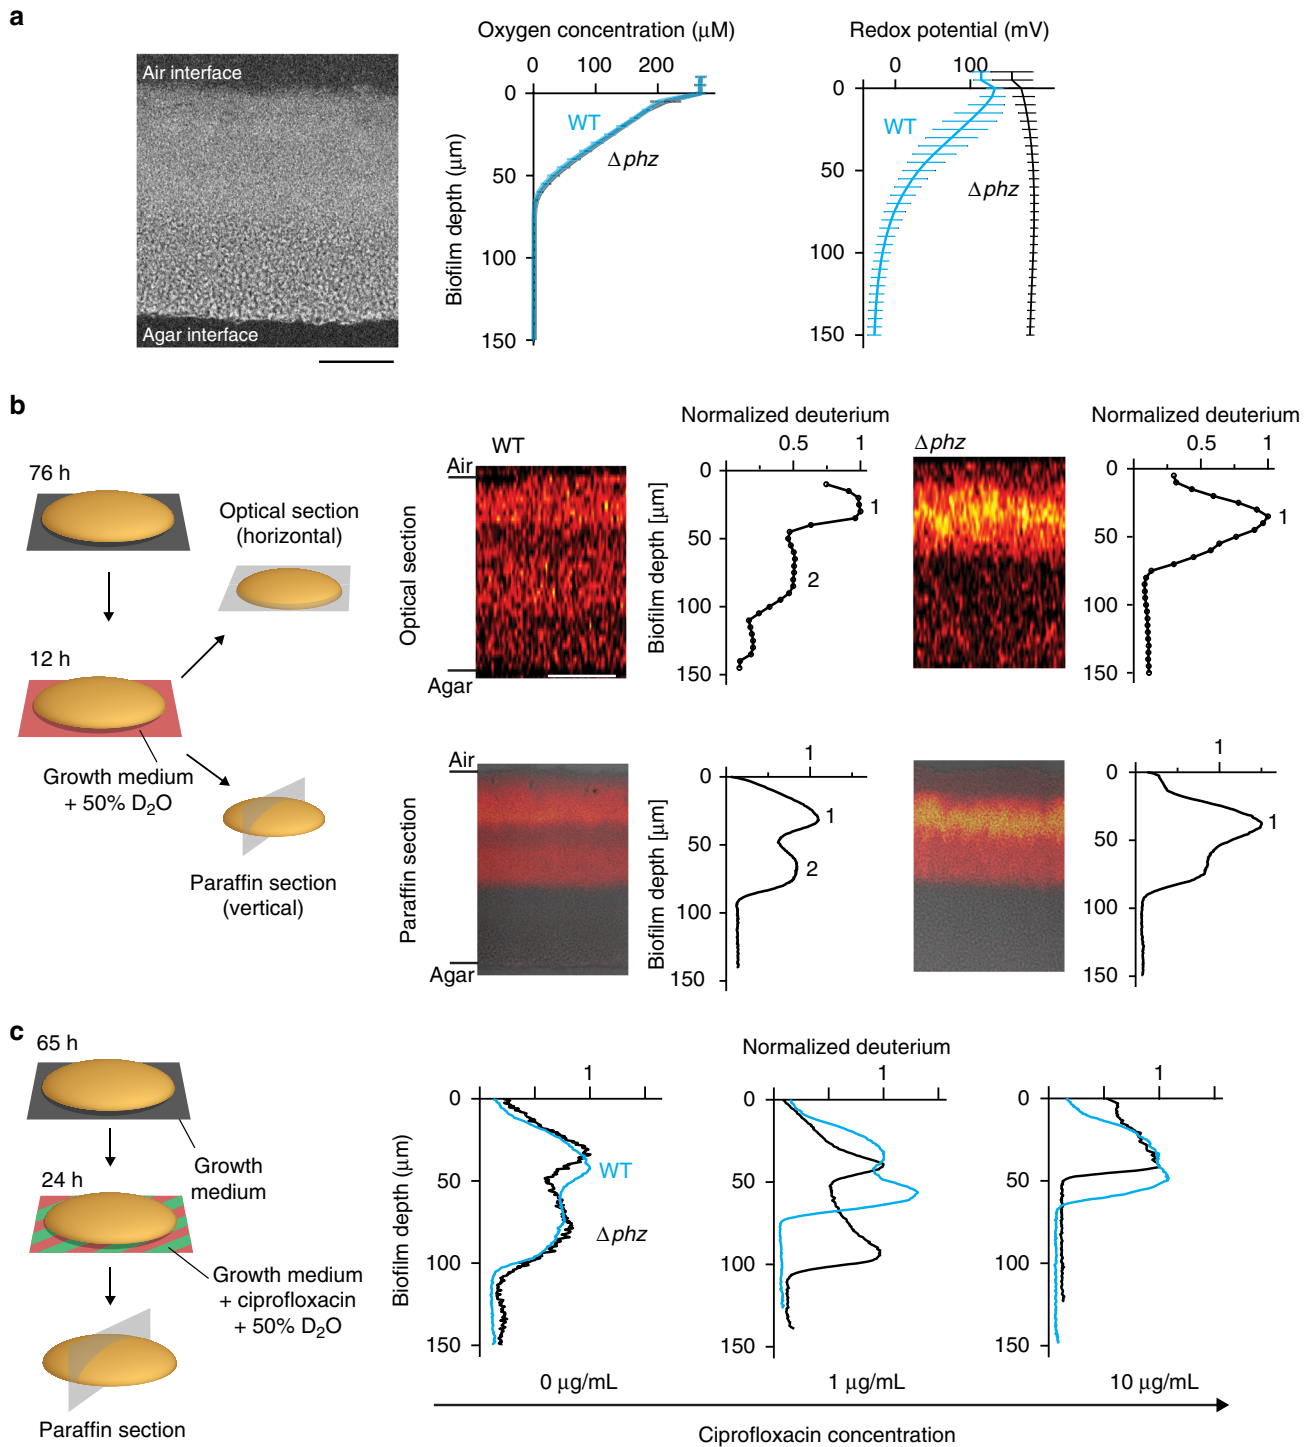 a
Air interface
Agar interface
Oxygen concentration (μM)
0 100 200
0
50
100
150
Biofilm depth (μm)
WT
Δphz
Redox potential (mV)
0 100
0
50
100
150
WT
Δphz
b
76 h
12 h
Growth medium
+ 50% D₂O
Optical section
(horizontal)
Paraffin section
(vertical)
Optical section
WT
Air
Agar
Normalized deuterium
0.5 1
0
50
100
150
Biofilm depth [μm]
1
2
Δphz
Normalized deuterium
0.5 1
0
50
100
150
1
Paraffin section
Air
Agar
1
0
50
100
150
Biofilm depth [μm]
1
2
1
0
50
100
150
1
c
65 h
Growth
medium
24 h
Growth medium
+ ciprofloxacin
+ 50% D₂O
Paraffin section
Normalized deuterium
1
0
50
100
150
Biofilm depth (μm)
WT
Δphz
0 μg/mL
1
0
50
100
150
1 μg/mL
1
0
50
100
150
10 μg/mL
Ciprofloxacin concentration